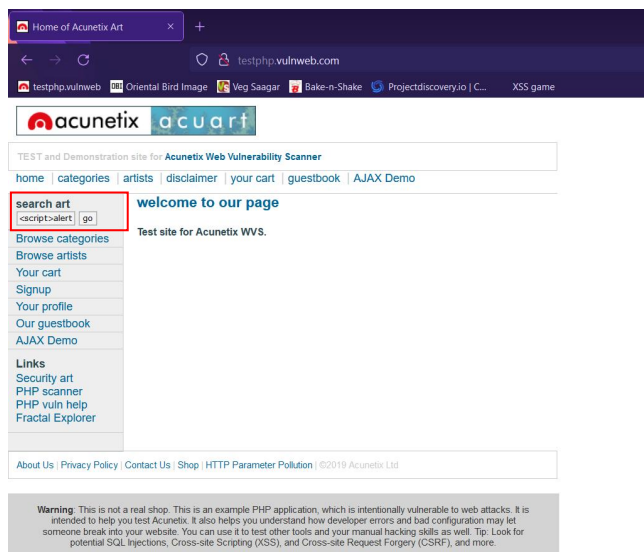 Home of Acunetix Art
testphp.vulnweb.com
testphp.vulnweb OBI Oriental Bird Image Veg Saagar Bake-n-Shake Projectdiscovery.io | C... XSS game
acunetix acuart
TEST and Demonstration site for Acunetix Web Vulnerability Scanner
home | categories | artists | disclaimer | your cart | guestbook | AJAX Demo
search art
<script>alert go
Browse categories
Browse artists
Your cart
Signup
Your profile
Our guestbook
AJAX Demo
Links
Security art
PHP scanner
PHP vuln help
Fractal Explorer
welcome to our page
Test site for Acunetix WVS.
About Us | Privacy Policy | Contact Us | Shop | HTTP Parameter Pollution | ©2019 Acunetix Ltd
Warning: This is not a real shop. This is an example PHP application, which is intentionally vulnerable to web attacks. It is
intended to help you test Acunetix. It also helps you understand how developer errors and bad configuration may let
someone break into your website. You can use it to test other tools and your manual hacking skills as well. Tip: Look for
potential SQL Injections, Cross-site Scripting (XSS), and Cross-site Request Forgery (CSRF), and more.